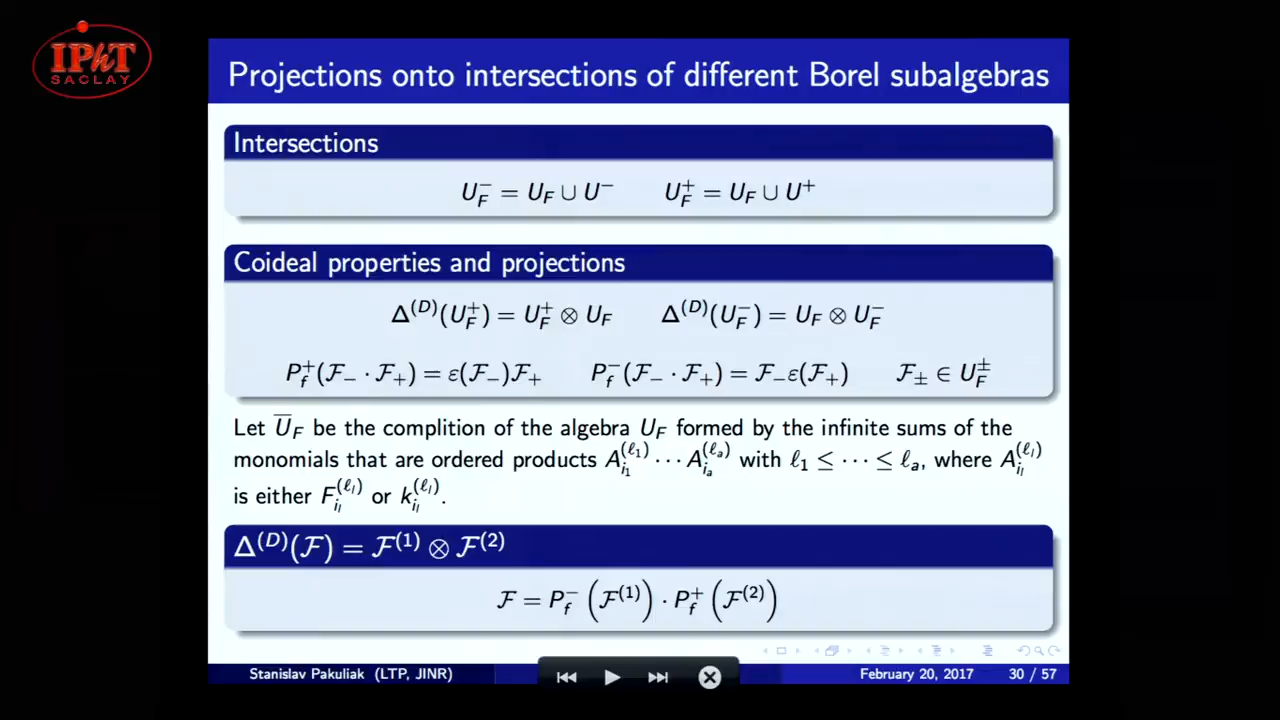 IPhT
SACLAY
Projections onto intersections of different Borel subalgebras
Intersections
U_F^- = U_F ∪ U^-    U_F^+ = U_F ∪ U^+
Coideal properties and projections
Δ^{(D)}(U_F^+) = U_F^+ ⊗ U_F    Δ^{(D)}(U_F^-) = U_F ⊗ U_F^-
P_f^+(ℱ_- · ℱ_+) = ε(ℱ_-)ℱ_+    P_f^-(ℱ_- · ℱ_+) = ℱ_-ε(ℱ_+)    ℱ_± ∈ U_F^±
Let \overline{U}_F be the complition of the algebra U_F formed by the infinite sums of the
monomials that are ordered products A_{i_1}^{(ℓ_1)} ⋯ A_{i_a}^{(ℓ_a)} with ℓ_1 ≤ ⋯ ≤ ℓ_a, where A_{i_l}^{(ℓ_l)}
is either F_{i_l}^{(ℓ_l)} or k_{i_l}^{(ℓ_l)}.
Δ^{(D)}(ℱ) = ℱ^{(1)} ⊗ ℱ^{(2)}
ℱ = P_f^- (ℱ^{(1)}) · P_f^+ (ℱ^{(2)})
Stanislav Pakuliak (LTP, JINR)    February 20, 2017    30 / 57